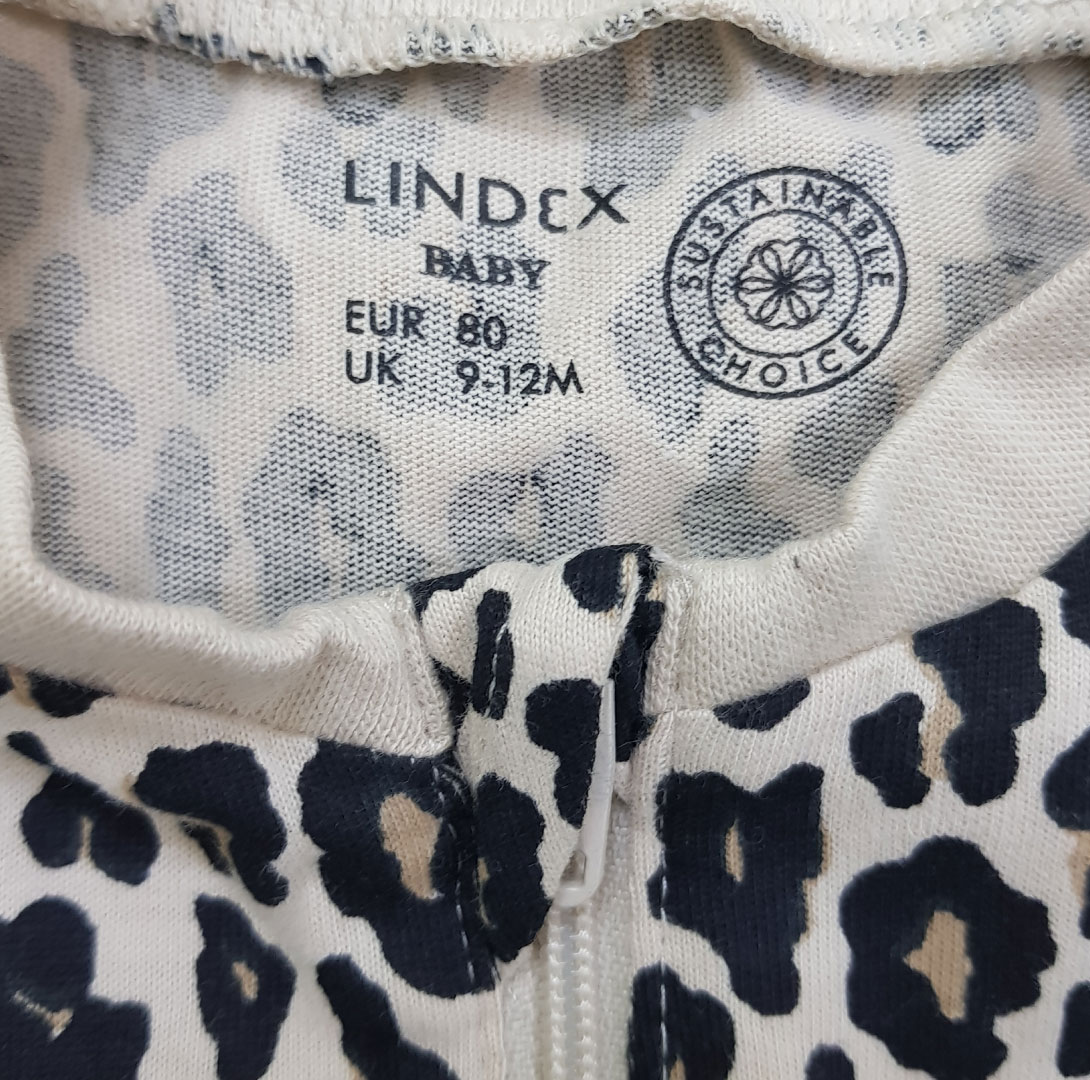 LINDEX
BABY
EUR 80
UK 9-12M
SUSTAINABLE
CHOICE